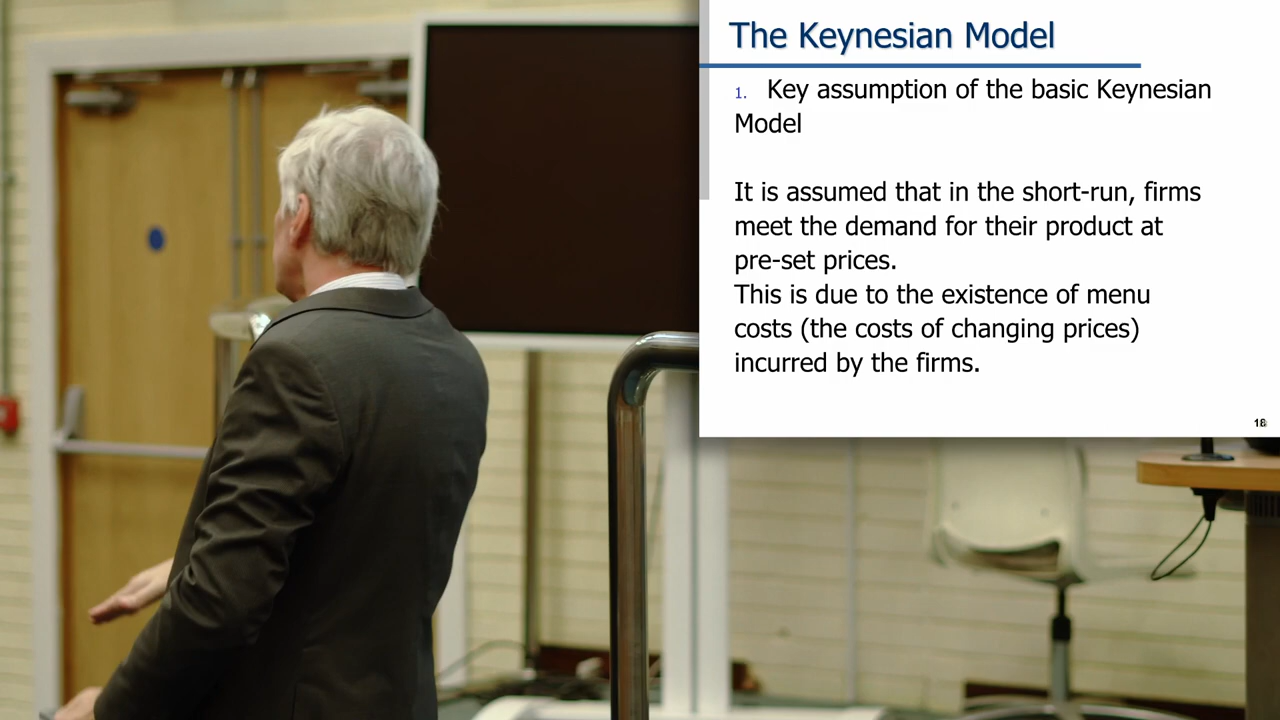 The Keynesian Model
1. Key assumption of the basic Keynesian
Model
It is assumed that in the short-run, firms
meet the demand for their product at
pre-set prices.
This is due to the existence of menu
costs (the costs of changing prices)
incurred by the firms.
18